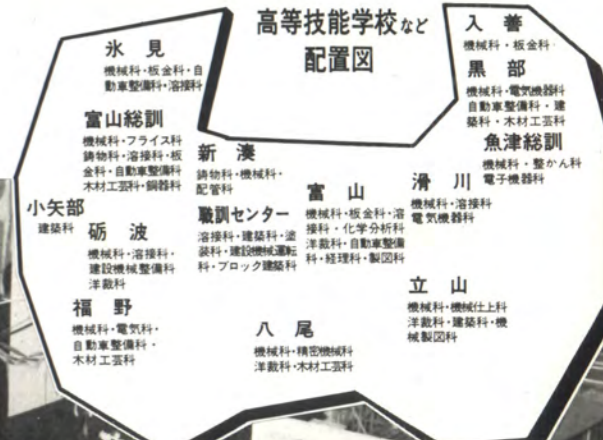 高等技能学校など
配置図
氷見
機械科・板金科・自
動車整備科・溶接科
富山総訓
機械科・フライス科
鋳物科・溶接科・板
金科・自動車整備科
木材工芸科・銅器科
小矢部
建築科
砺波
機械科・溶接科・
建設機械整備科
洋裁科
福野
機械科・電気科・
自動車整備科・
木材工芸科
新湊
鋳物科・機械科・
配管科
職訓センター
溶接科・建築科・塗
装科・建設機械運転
科・ブロック建築科
八尾
機械科・精密機械科
洋裁科・木材工芸科
富山
機械科・板金科・溶
接科・化学分析科
洋裁科・自動車整備
科・経理科・製図科
入善
機械科・板金科
黒部
機械科・電気機器科
自動車整備科・建
築科・木材工芸科
魚津総訓
機械科・整かん科
電子機器科
滑川
機械科・溶接科
電気機器科
立山
機械科・機械仕上科
洋裁科・建築科・機
械製図科